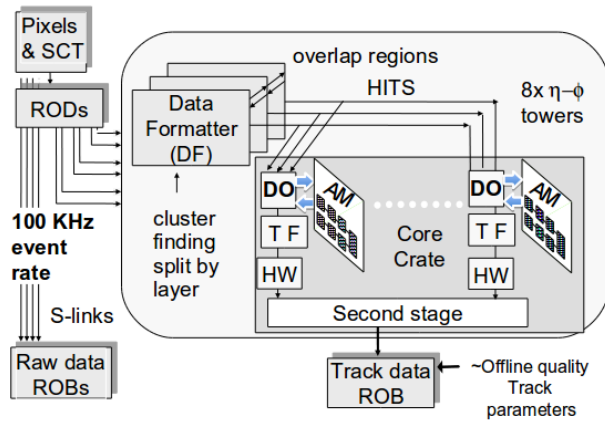 Pixels
& SCT
RODs
100 KHz
event
rate
S-links
Raw data
ROBs
overlap regions
HITS
8x η−ϕ
towers
Data
Formatter
(DF)
cluster
finding
split by
layer
DO
AM
T F
HW
Core
Crate
DO
AM
T F
HW
Second stage
Track data
ROB
~Offline quality
Track
parameters